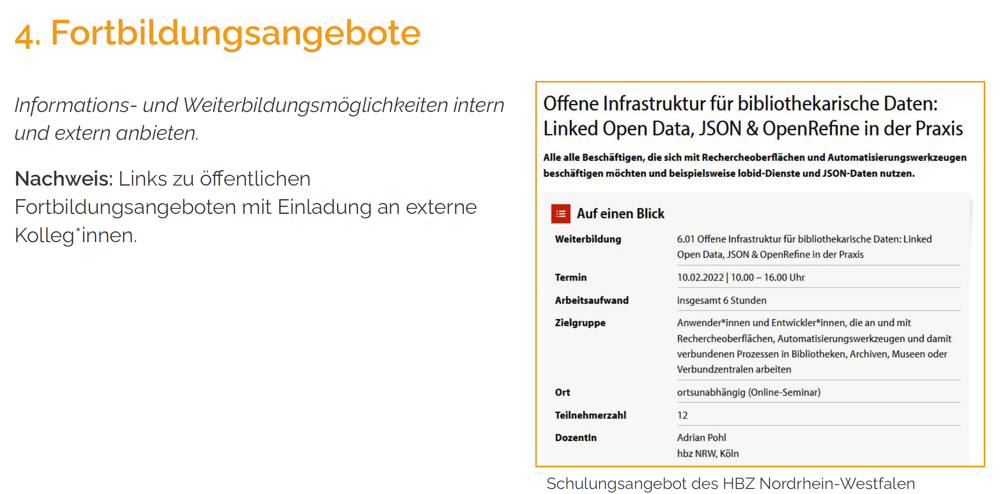 4. Fortbildungsangebote
Informations- und Weiterbildungsmöglichkeiten intern
und extern anbieten.
Nachweis: Links zu öffentlichen
Fortbildungsangeboten mit Einladung an externe
Kolleg*innen.
Offene Infrastruktur für bibliothekarische Daten:
Linked Open Data, JSON & OpenRefine in der Praxis
Alle alle Beschäftigen, die sich mit Rechercheoberflächen und Automatisierungswerkzeugen
beschäftigen möchten und beispielsweise lobid-Dienste und JSON-Daten nutzen.
Auf einen Blick
Weiterbildung 6.01 Offene Infrastruktur für bibliothekarische Daten: Linked
Open Data, JSON & OpenRefine in der Praxis
Termin 10.02.2022 | 10.00 – 16.00 Uhr
Arbeitsaufwand insgesamt 6 Stunden
Zielgruppe Anwender*innen und Entwickler*innen, die an und mit
Rechercheoberflächen, Automatisierungswerkzeugen und damit
verbundenen Prozessen in Bibliotheken, Archiven, Museen oder
Verbundzentralen arbeiten
Ort ortsunabhängig (Online-Seminar)
Teilnehmerzahl 12
DozentIn Adrian Pohl
hbz NRW, Köln
Schulungsangebot des HBZ Nordrhein-Westfalen